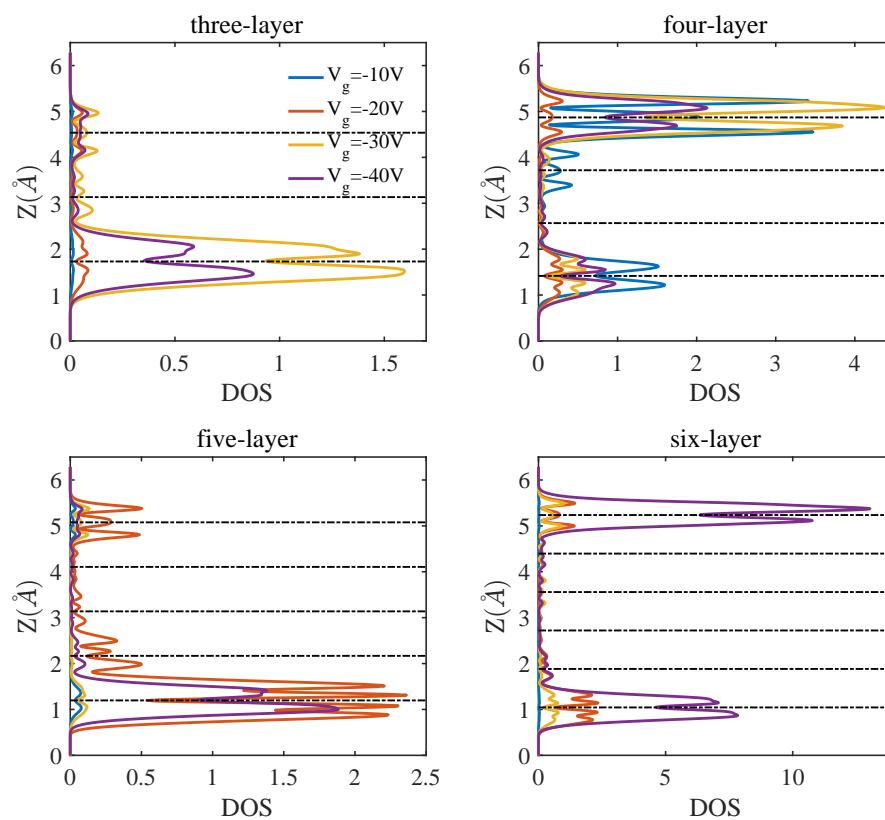 three-layer
four-layer
6
5
4
3
2
1
0
Z(Å)
V_g=-10V
V_g=-20V
V_g=-30V
V_g=-40V
0 0.5 1 1.5
DOS
6
5
4
3
2
1
0
Z(Å)
0 1 2 3 4
DOS
five-layer
six-layer
6
5
4
3
2
1
0
Z(Å)
0 0.5 1 1.5 2 2.5
DOS
6
5
4
3
2
1
0
Z(Å)
0 5 10
DOS